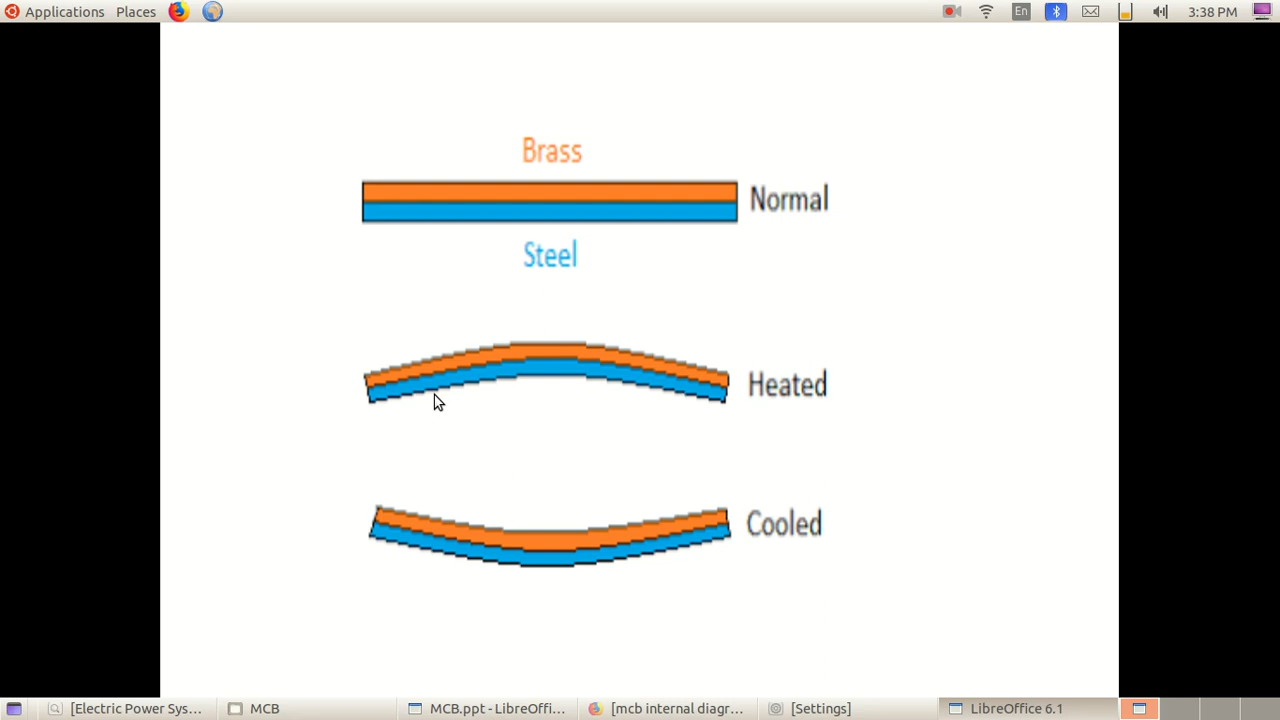 Applications Places En 3:38 PM
Brass
Normal
Steel
Heated
Cooled
[Electric Power Sys... MCB MCB.ppt - LibreOffi... [mcb internal diagr... [Settings] LibreOffice 6.1